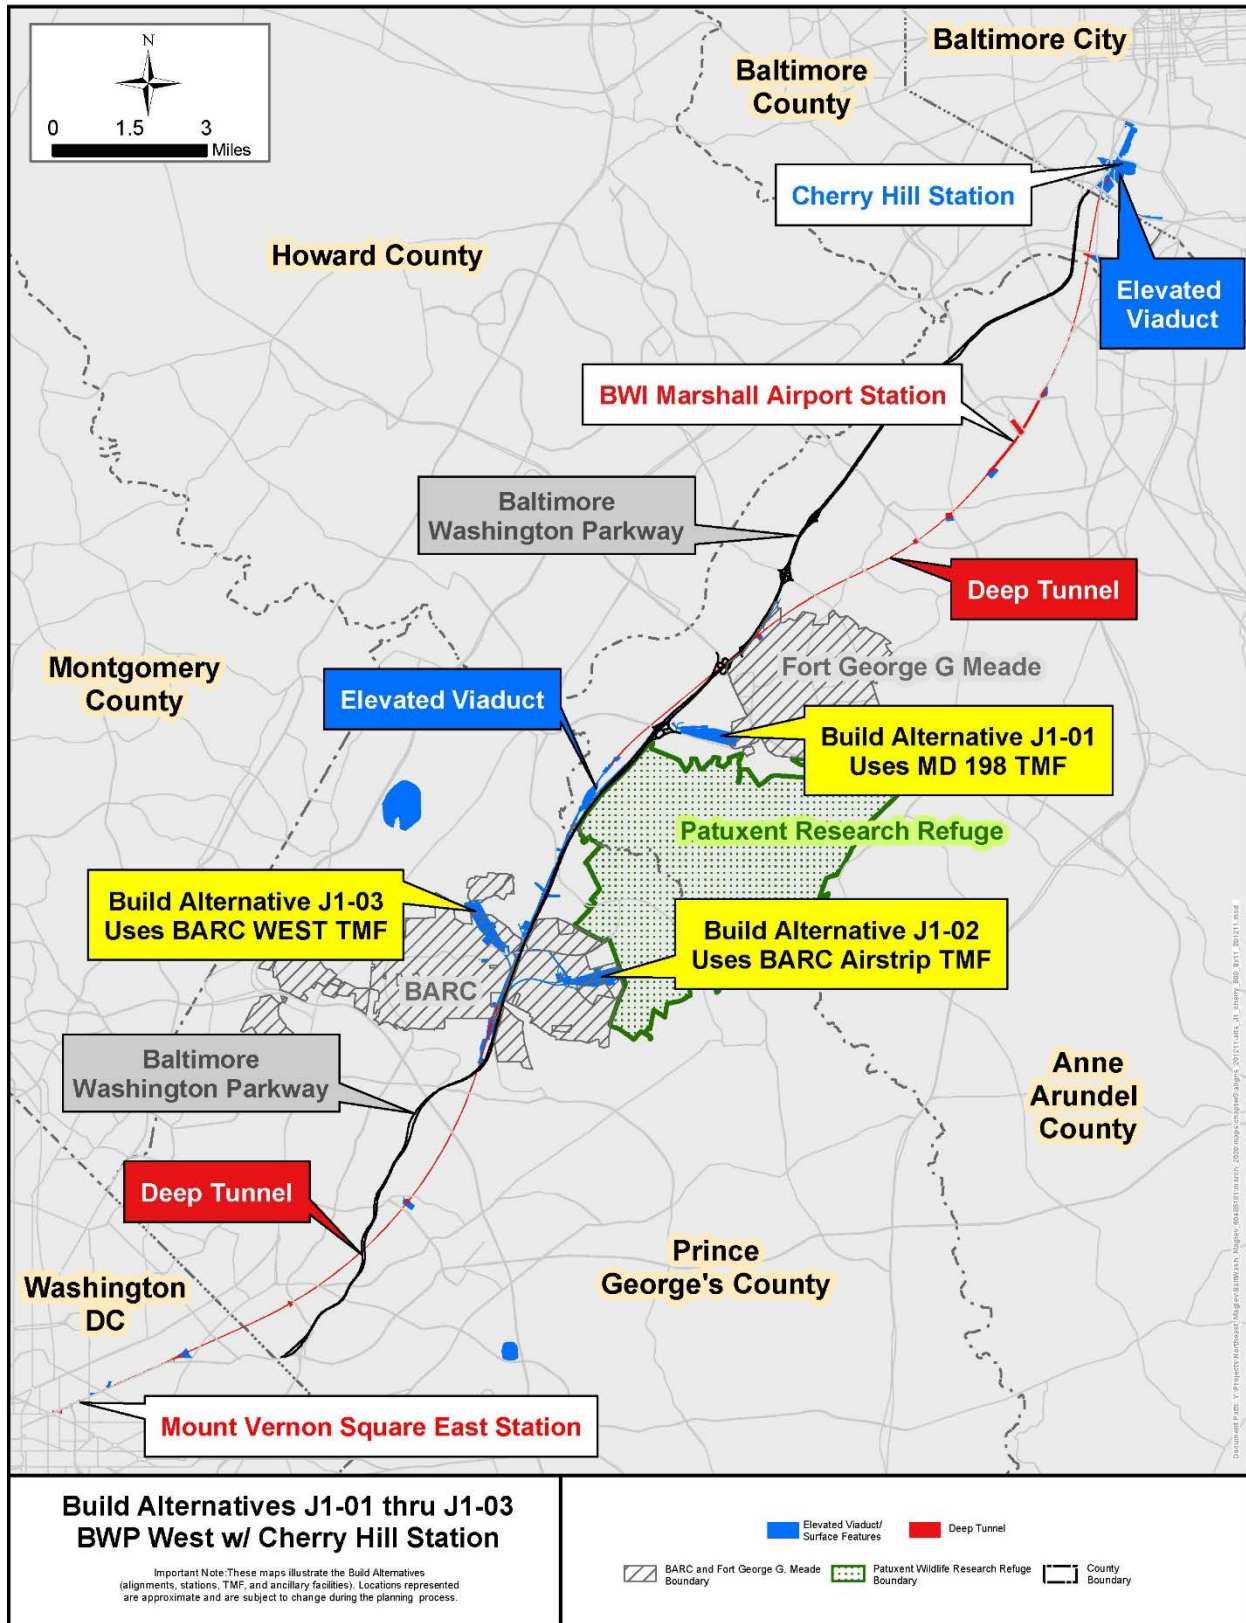 N
0 1.5 3
Miles
Baltimore City
Baltimore
County
Cherry Hill Station
Howard County
Elevated
Viaduct
BWI Marshall Airport Station
Baltimore
Washington Parkway
Deep Tunnel
Fort George G Meade
Montgomery
County
Elevated Viaduct
Build Alternative J1-01
Uses MD 198 TMF
Patuxent Research Refuge
Build Alternative J1-03
Uses BARC WEST TMF
Build Alternative J1-02
Uses BARC Airstrip TMF
BARC
Baltimore
Washington Parkway
Anne
Arundel
County
Deep Tunnel
Prince
George's County
Washington
DC
Mount Vernon Square East Station
Build Alternatives J1-01 thru J1-03
BWP West w/ Cherry Hill Station
Important Note:These maps illustrate the Build Alternatives
(alignments, stations, TMF, and ancillary facilities). Locations represented
are approximate and are subject to change during the planning process.
Elevated Viaduct/
Surface Features
Deep Tunnel
BARC and Fort George G. Meade
Boundary
Patuxent Wildlife Research Refuge
Boundary
County
Boundary